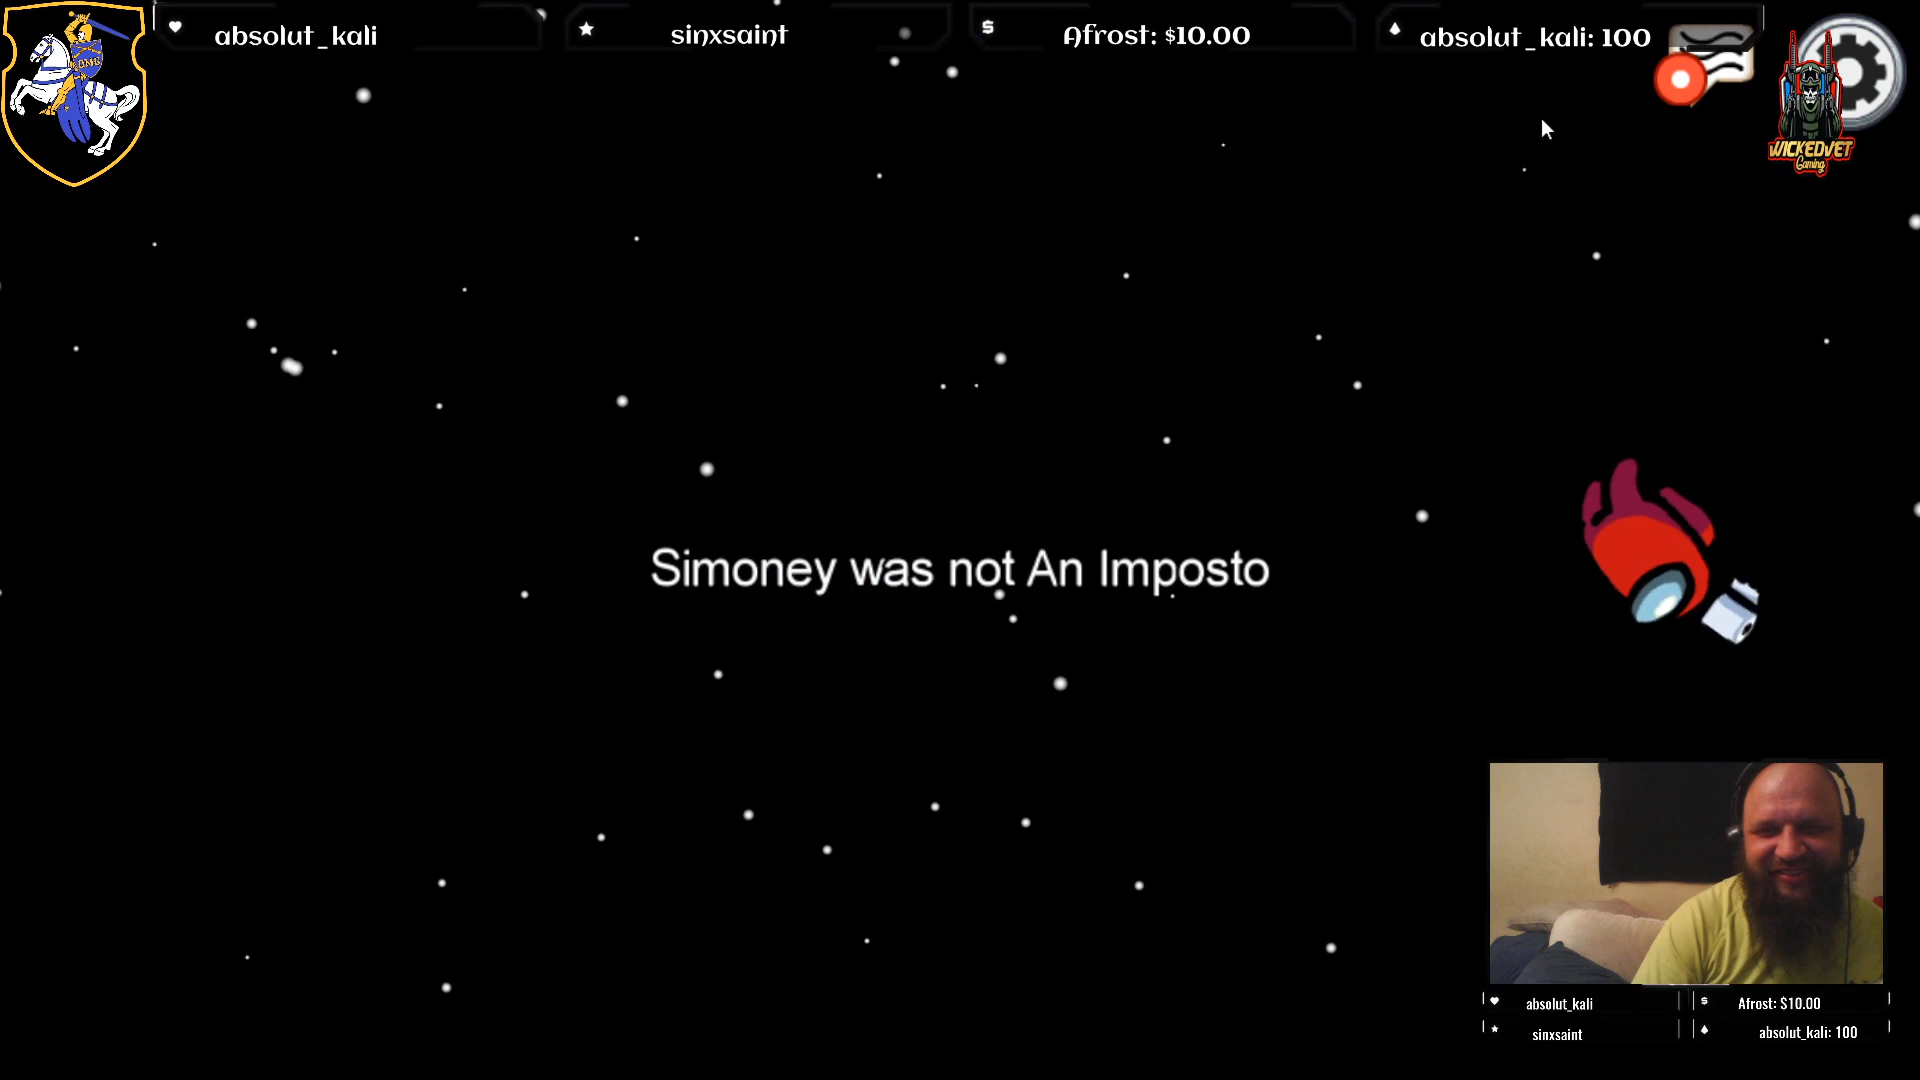 absolut_kali
sinxsaint
Afrost: $10.00
absolut_kali: 100
WICKEDVET
Gaming
Simoney was not An Imposto
absolut_kali
Afrost: $10.00
sinxsaint
absolut_kali: 100